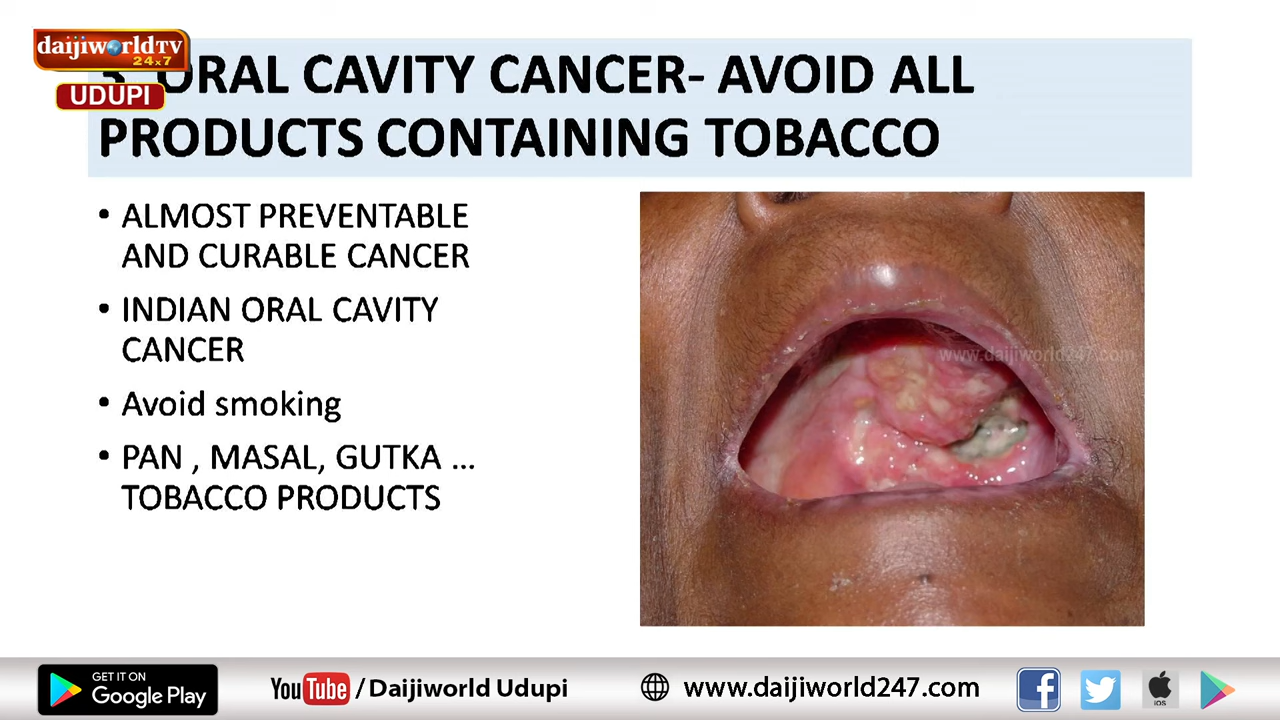 daijiworldTV
24x7
UDUPI
3. ORAL CAVITY CANCER- AVOID ALL
PRODUCTS CONTAINING TOBACCO
• ALMOST PREVENTABLE
AND CURABLE CANCER
• INDIAN ORAL CAVITY
CANCER
• Avoid smoking
• PAN , MASAL, GUTKA ...
TOBACCO PRODUCTS
www.daijiworld247.com
GET IT ON
Google Play
YouTube / Daijiworld Udupi
www.daijiworld247.com
iOS